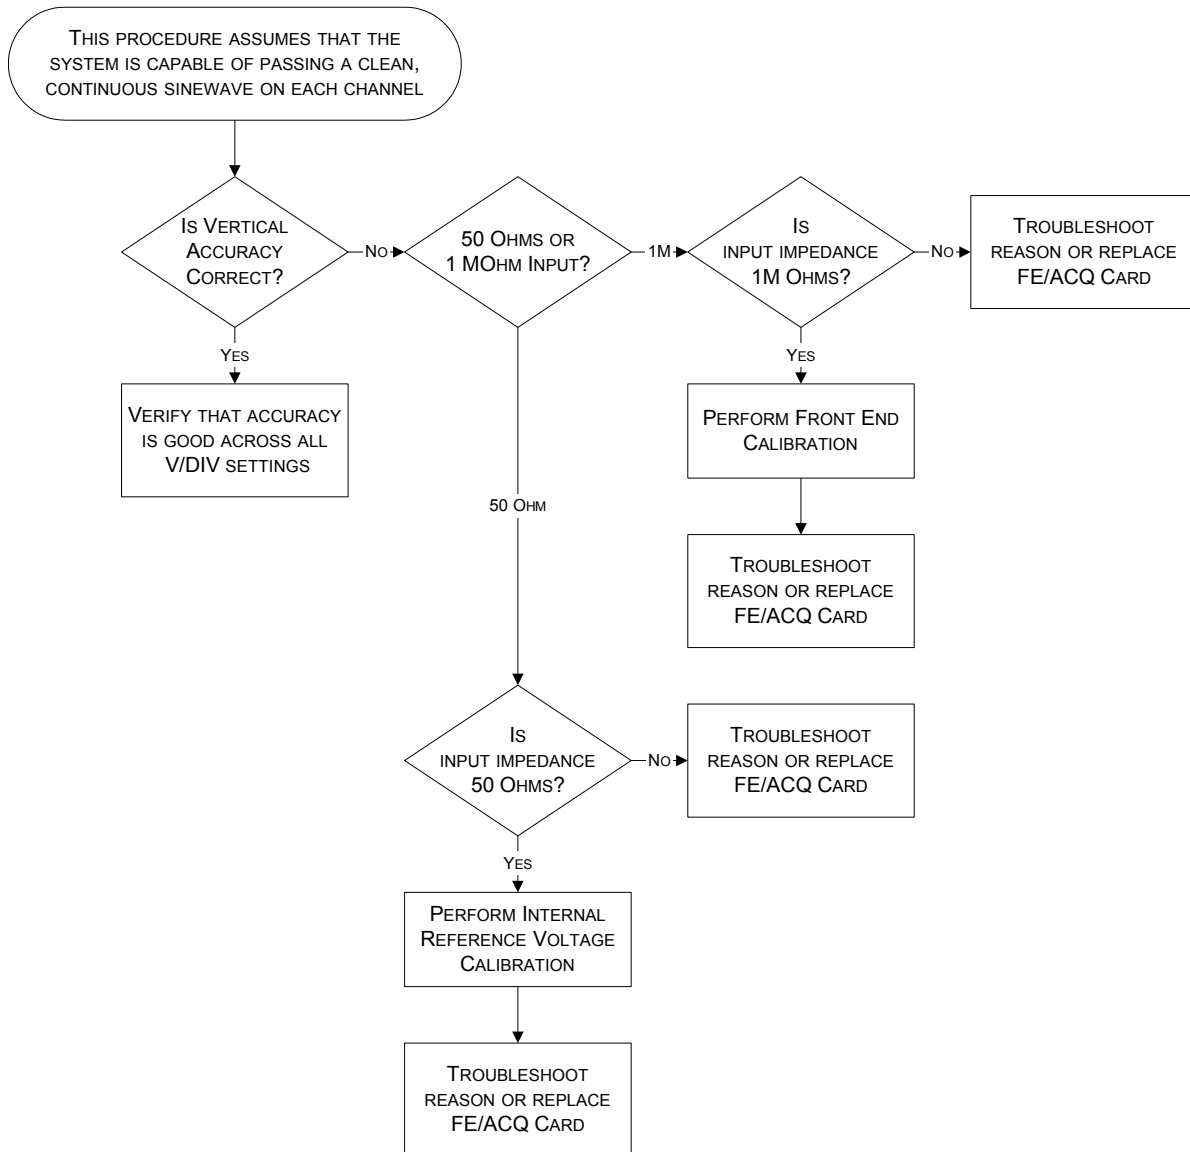 THIS PROCEDURE ASSUMES THAT THE
SYSTEM IS CAPABLE OF PASSING A CLEAN,
CONTINUOUS SINEWAVE ON EACH CHANNEL
IS VERTICAL
ACCURACY
CORRECT?
NO
50 OHMS OR
1 MOHM INPUT?
1M
IS
INPUT IMPEDANCE
1M OHMS?
NO
TROUBLESHOOT
REASON OR REPLACE
FE/ACQ CARD
YES
VERIFY THAT ACCURACY
IS GOOD ACROSS ALL
V/DIV SETTINGS
YES
PERFORM FRONT END
CALIBRATION
50 OHM
TROUBLESHOOT
REASON OR REPLACE
FE/ACQ CARD
IS
INPUT IMPEDANCE
50 OHMS?
NO
TROUBLESHOOT
REASON OR REPLACE
FE/ACQ CARD
YES
PERFORM INTERNAL
REFERENCE VOLTAGE
CALIBRATION
TROUBLESHOOT
REASON OR REPLACE
FE/ACQ CARD